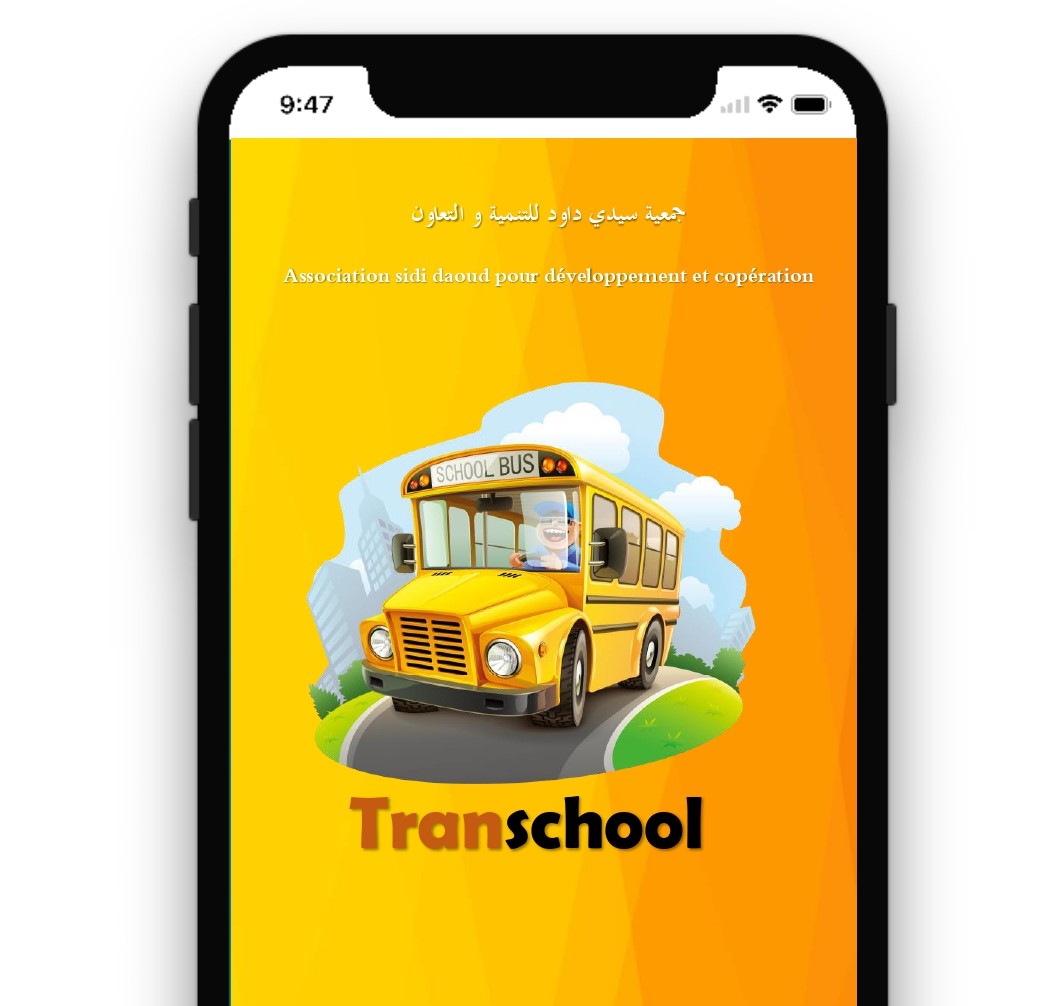 9:47
جمعية سيدي داود للتنمية و التعاون
Association sidi daoud pour développement et copération
SCHOOL BUS
Transchool